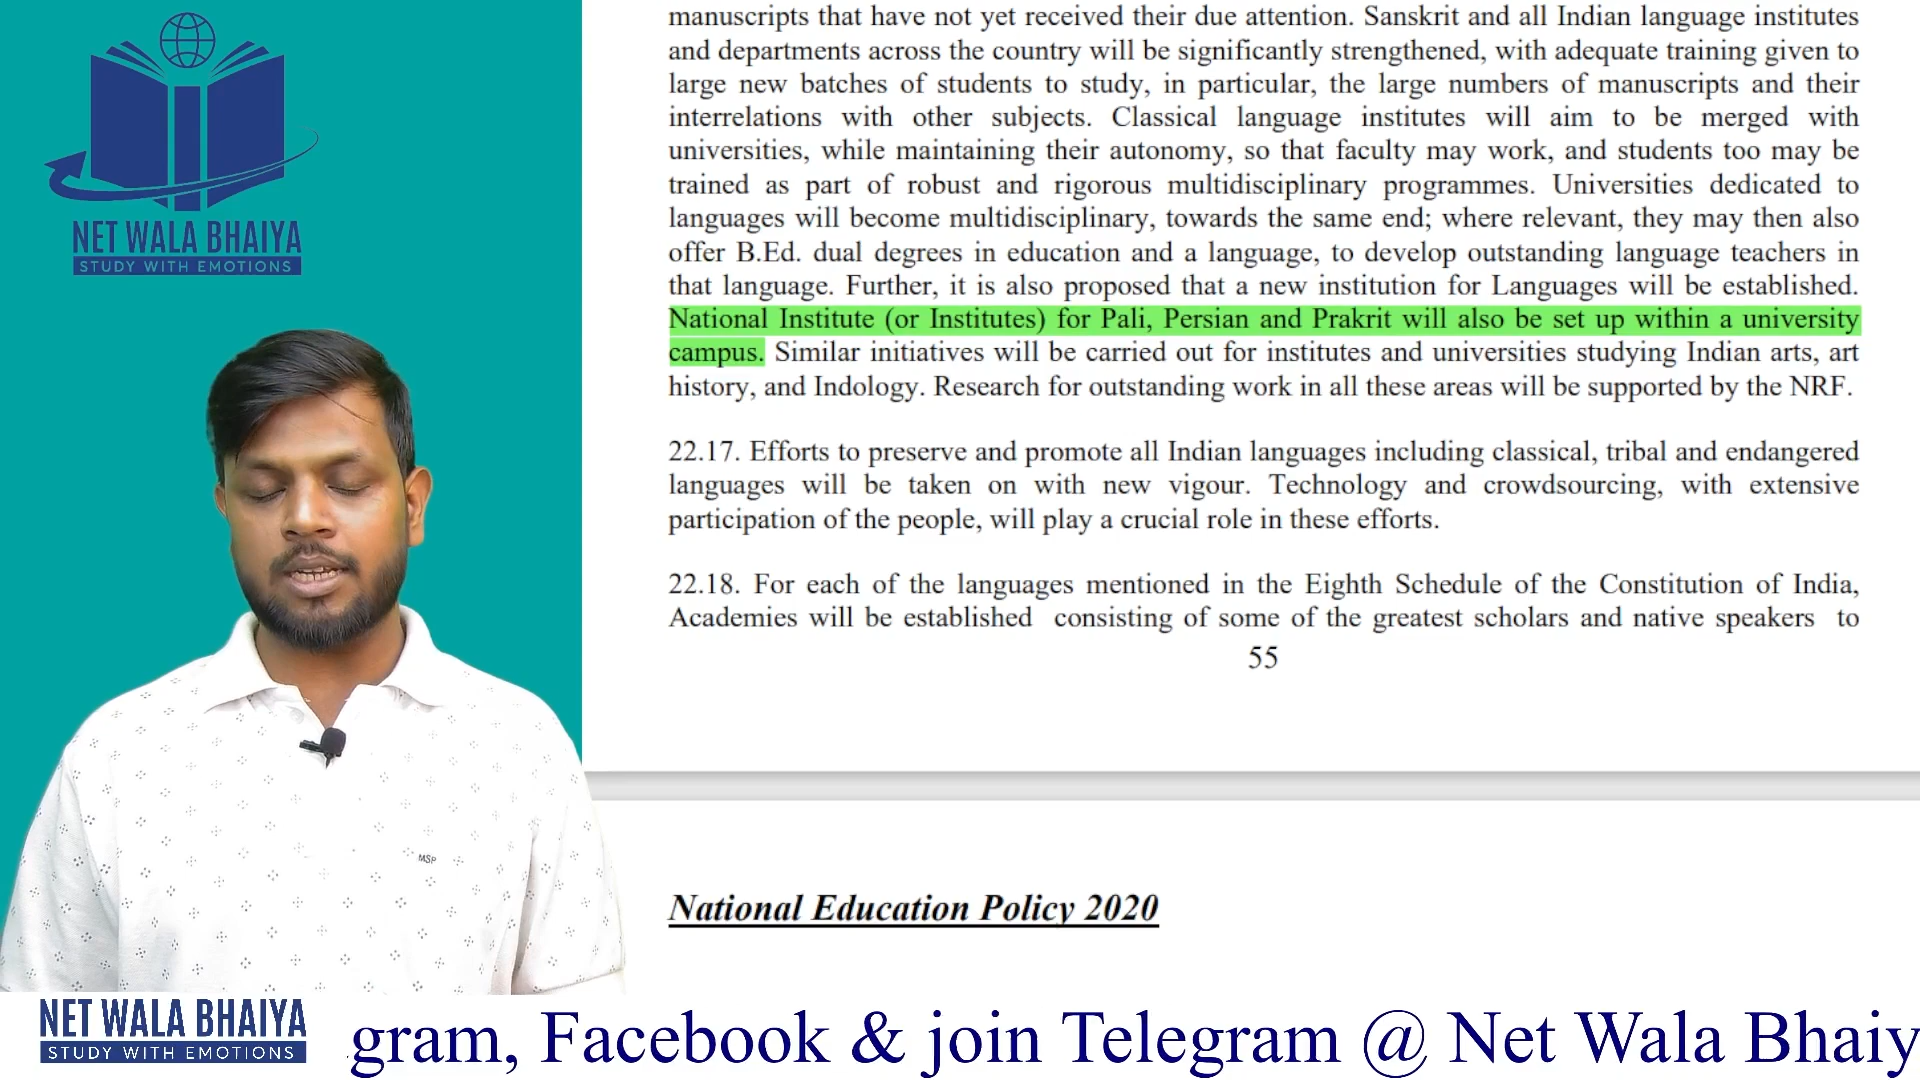 manuscripts that have not yet received their due attention. Sanskrit and all Indian language institutes
and departments across the country will be significantly strengthened, with adequate training given to
large new batches of students to study, in particular, the large numbers of manuscripts and their
interrelations with other subjects. Classical language institutes will aim to be merged with
universities, while maintaining their autonomy, so that faculty may work, and students too may be
trained as part of robust and rigorous multidisciplinary programmes. Universities dedicated to
languages will become multidisciplinary, towards the same end; where relevant, they may then also
offer B.Ed. dual degrees in education and a language, to develop outstanding language teachers in
that language. Further, it is also proposed that a new institution for Languages will be established.
National Institute (or Institutes) for Pali, Persian and Prakrit will also be set up within a university
campus. Similar initiatives will be carried out for institutes and universities studying Indian arts, art
history, and Indology. Research for outstanding work in all these areas will be supported by the NRF.
22.17. Efforts to preserve and promote all Indian languages including classical, tribal and endangered
languages will be taken on with new vigour. Technology and crowdsourcing, with extensive
participation of the people, will play a crucial role in these efforts.
22.18. For each of the languages mentioned in the Eighth Schedule of the Constitution of India,
Academies will be established consisting of some of the greatest scholars and native speakers to
55
National Education Policy 2020
NET WALA BHAIYA
STUDY WITH EMOTIONS
MSP
NET WALA BHAIYA
STUDY WITH EMOTIONS
gram, Facebook & join Telegram @ Net Wala Bhaiy